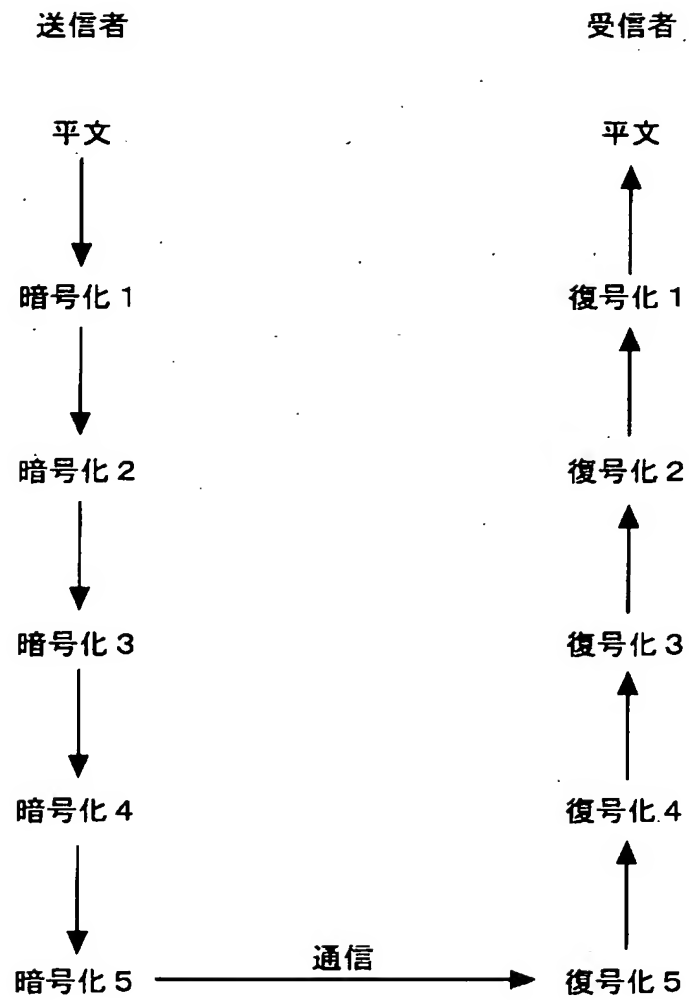 送信者 受信者
平文 平文
暗号化1 復号化1
暗号化2 復号化2
暗号化3 復号化3
暗号化4 復号化4
通信
暗号化5 復号化5